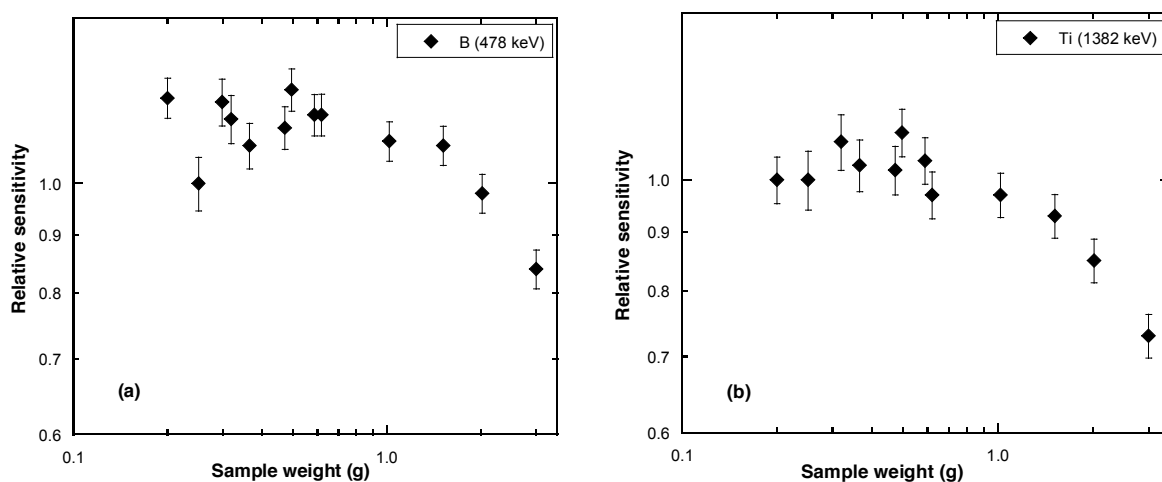 B (478 keV)
1.0
0.9
0.8
0.7
0.6
Relative sensitivity
(a)
0.1
1.0
Sample weight (g)
Ti (1382 keV)
1.0
0.9
0.8
0.7
0.6
Relative sensitivity
(b)
0.1
1.0
Sample weight (g)